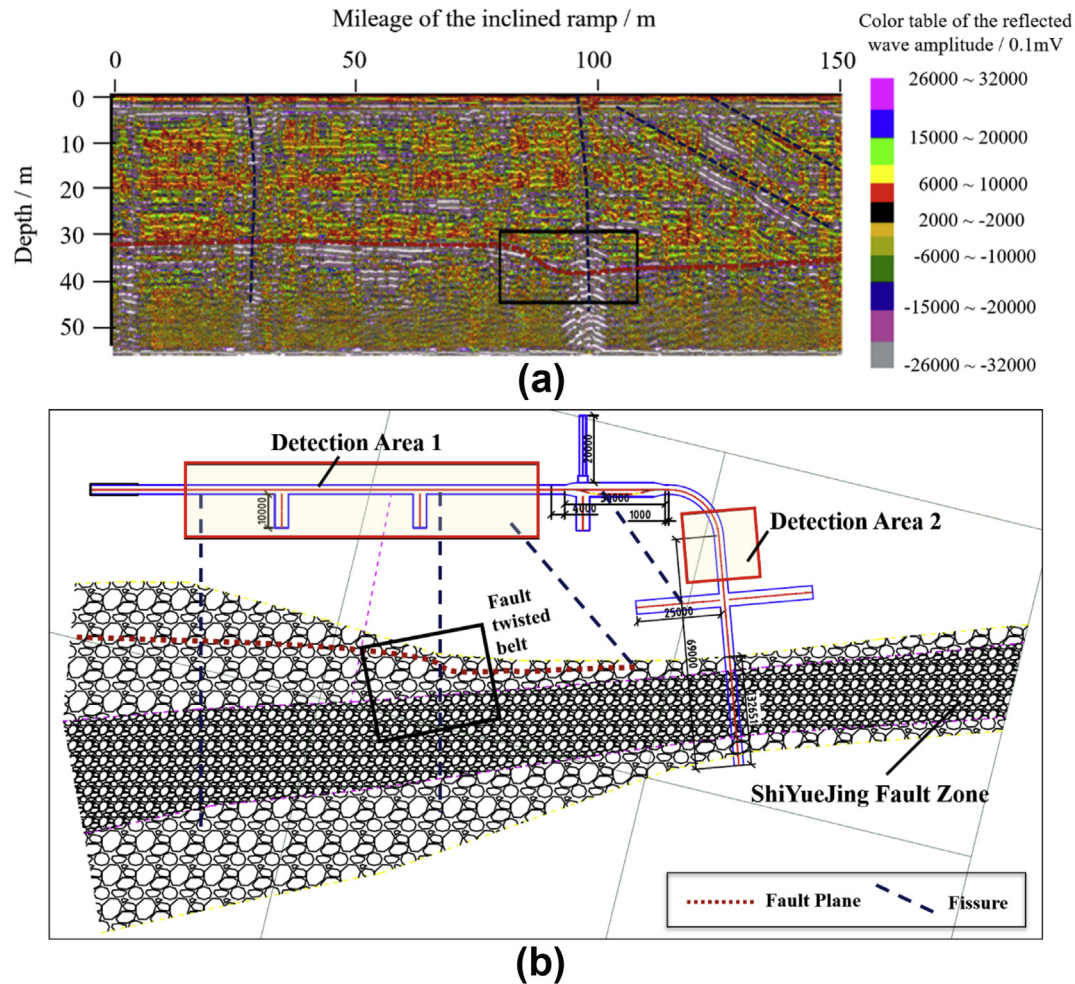 Mileage of the inclined ramp / m
Color table of the reflected
wave amplitude / 0.1mV
0
50
100
150
26000 ~ 32000
15000 ~ 20000
6000 ~ 10000
2000 ~ -2000
-6000 ~ -10000
-15000 ~ -20000
-26000 ~ -32000
Depth / m
0
10
20
30
40
50
(a)
Detection Area 1
20000
10000
4000
1000
Detection Area 2
Fault
twisted
belt
25000
69000
ShiYueJing Fault Zone
Fault Plane
Fissure
(b)